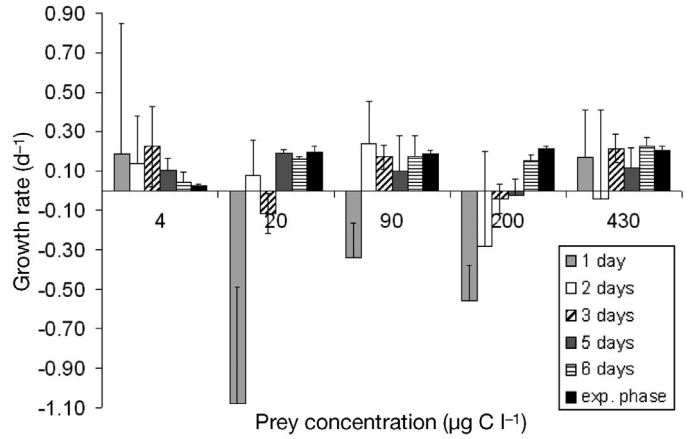 0.90
0.70
0.50
0.30
0.10
-0.10
-0.30
-0.50
-0.70
-0.90
-1.10
Growth rate (d–1)
4 20 90 200 430
Prey concentration (µg C l–1)
1 day
2 days
3 days
5 days
6 days
exp. phase